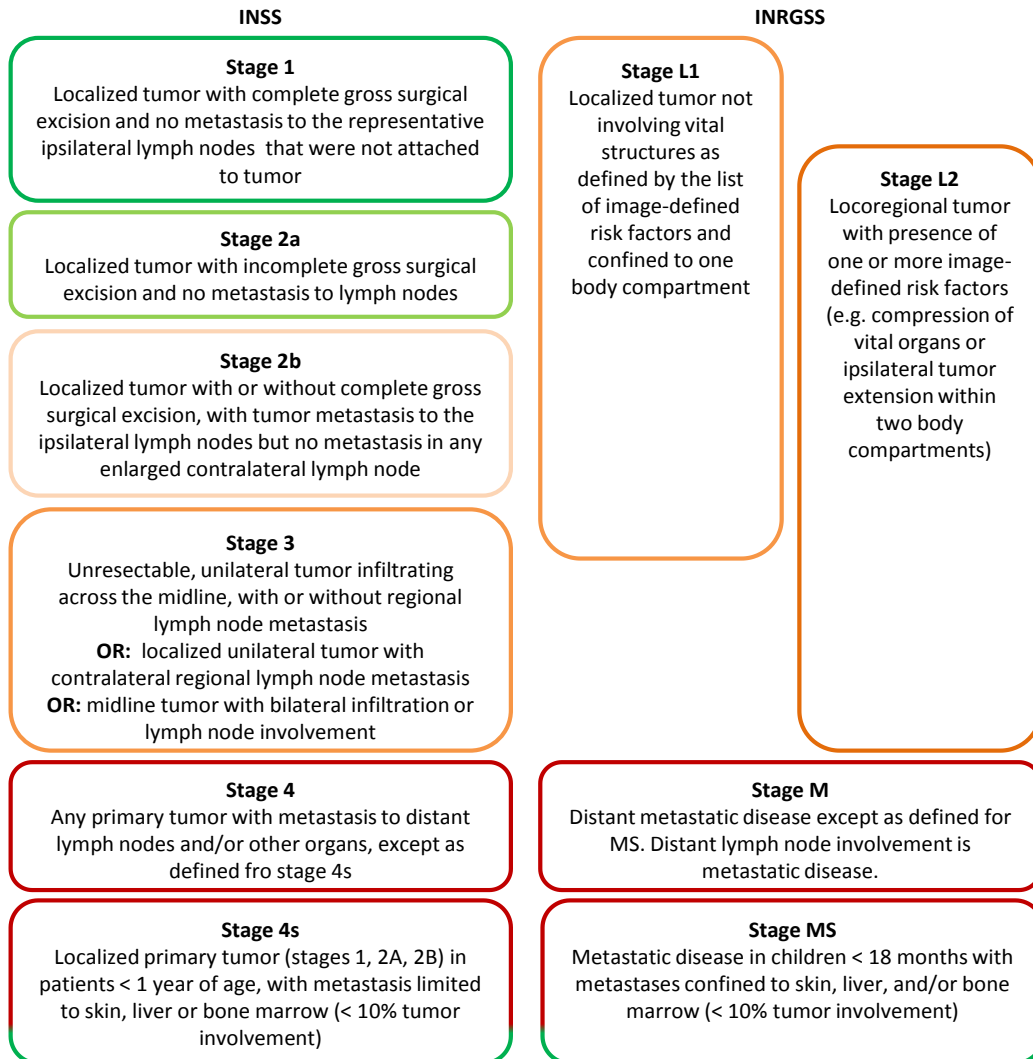 INSS
Stage 1
Localized tumor with complete gross surgical
excision and no metastasis to the representative
ipsilateral lymph nodes that were not attached
to tumor
Stage 2a
Localized tumor with incomplete gross surgical
excision and no metastasis to lymph nodes
Stage 2b
Localized tumor with or without complete gross
surgical excision, with tumor metastasis to the
ipsilateral lymph nodes but no metastasis in any
enlarged contralateral lymph node
Stage 3
Unresectable, unilateral tumor infiltrating
across the midline, with or without regional
lymph node metastasis
OR: localized unilateral tumor with
contralateral regional lymph node metastasis
OR: midline tumor with bilateral infiltration or
lymph node involvement
Stage 4
Any primary tumor with metastasis to distant
lymph nodes and/or other organs, except as
defined fro stage 4s
Stage 4s
Localized primary tumor (stages 1, 2A, 2B) in
patients < 1 year of age, with metastasis limited
to skin, liver or bone marrow (< 10% tumor
involvement)
INRGSS
Stage L1
Localized tumor not
involving vital
structures as
defined by the list
of image-defined
risk factors and
confined to one
body compartment
Stage L2
Locoregional tumor
with presence of
one or more image-
defined risk factors
(e.g. compression of
vital organs or
ipsilateral tumor
extension within
two body
compartments)
Stage M
Distant metastatic disease except as defined for
MS. Distant lymph node involvement is
metastatic disease.
Stage MS
Metastatic disease in children < 18 months with
metastases confined to skin, liver, and/or bone
marrow (< 10% tumor involvement)